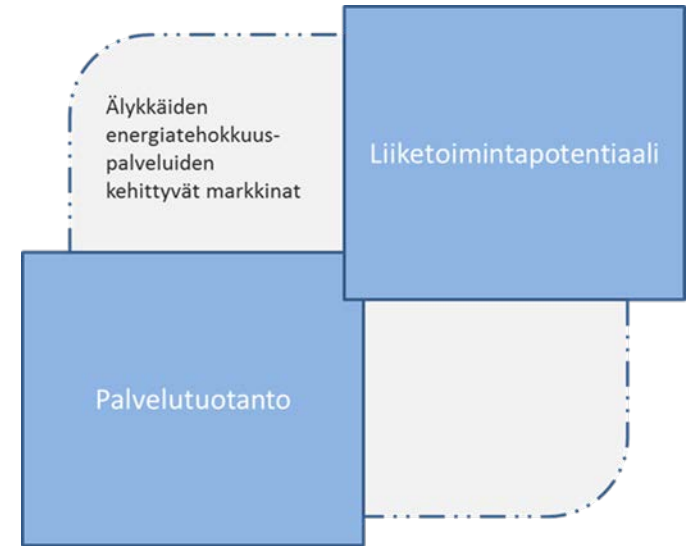 Älykkäiden
energiatehokkuus-
palveluiden
kehittyvät markkinat
Liiketoimintapotentiaali
Palvelutuotanto